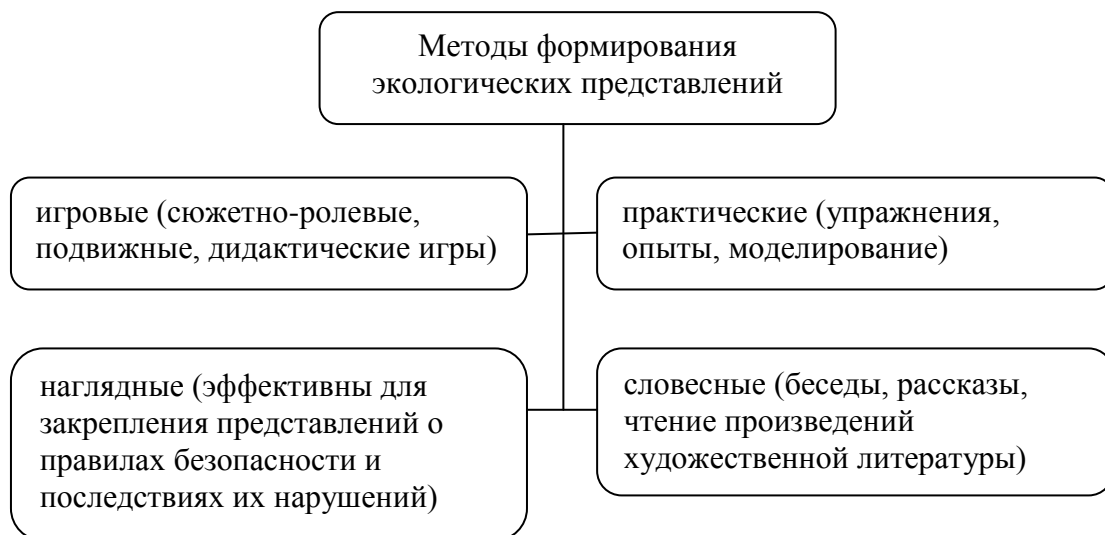 Методы формирования
экологических представлений
игровые (сюжетно-ролевые,
подвижные, дидактические игры)
практические (упражнения,
опыты, моделирование)
наглядные (эффективны для
закрепления представлений о
правилах безопасности и
последствиях их нарушений)
словесные (беседы, рассказы,
чтение произведений
художественной литературы)